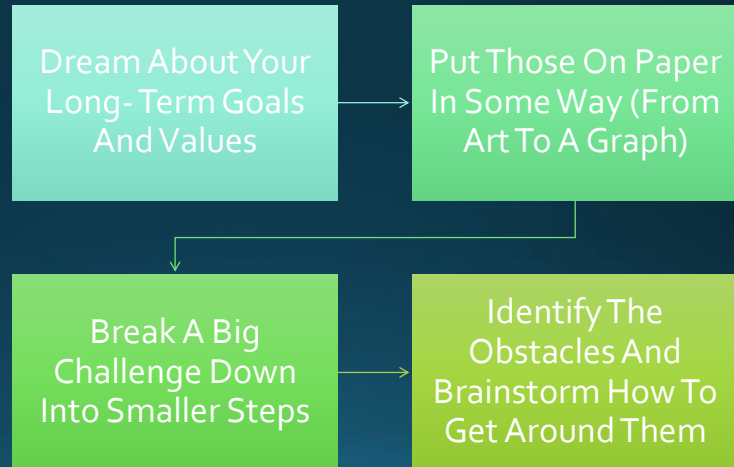 Dream About Your
Long- Term Goals
And Values
Put Those On Paper
In Some Way (From
Art To A Graph)
Break A Big
Challenge Down
Into Smaller Steps
Identify The
Obstacles And
Brainstorm How To
Get Around Them